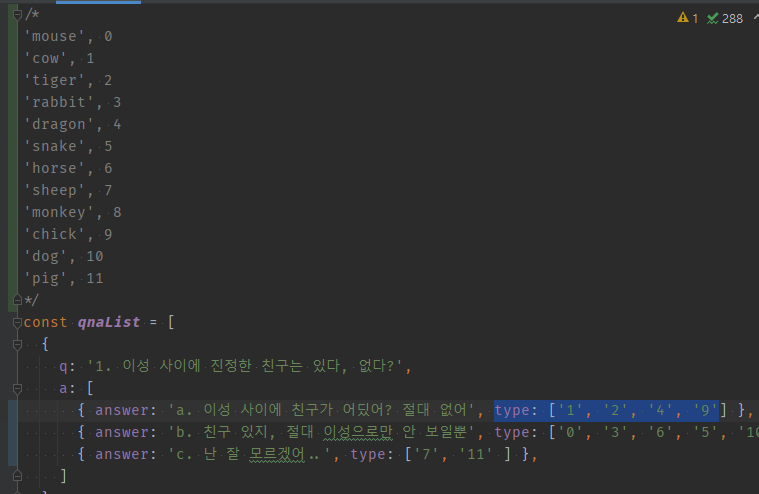 /*
1 288
'mouse', 0
'cow', 1
'tiger', 2
'rabbit', 3
'dragon', 4
'snake', 5
'horse', 6
'sheep', 7
'monkey', 8
'chick', 9
'dog', 10
'pig', 11
*/
const qnaList = [
{
q: '1. 이성 사이에 진정한 친구는 있다, 없다?',
a: [
{ answer: 'a. 이성 사이에 친구가 어딨어? 절대 없어', type: ['1', '2', '4', '9'] },
{ answer: 'b. 친구 있지, 절대 이성으로만 안 보일뿐', type: ['0', '3', '6', '5', '10
{ answer: 'c. 난 잘 모르겠어..', type: ['7', '11' ] },
]